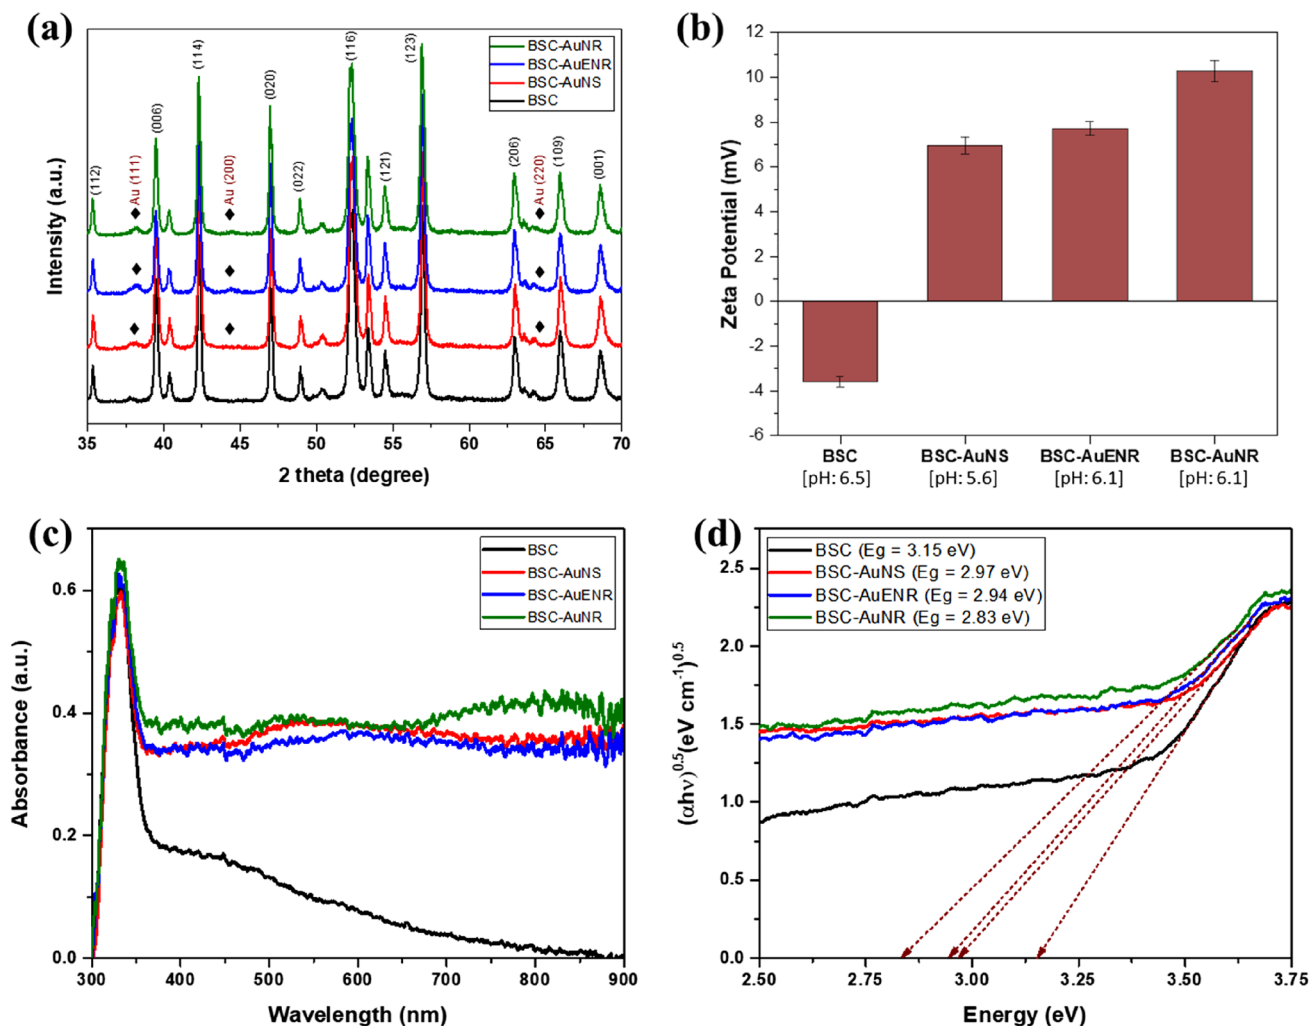 (a)
BSC-AuNR
BSC-AuENR
BSC-AuNS
BSC
(112)
Au (111)
(006)
(114)
Au (200)
(020)
(022)
(116)
(121)
(123)
(206)
Au (220)
(109)
(001)
Intensity (a.u.)
35 40 45 50 55 60 65 70
2 theta (degree)
(b)
Zeta Potential (mV)
12
10
8
6
4
2
0
-2
-4
-6
BSC BSC-AuNS BSC-AuENR BSC-AuNR
[pH: 6.5] [pH: 5.6] [pH: 6.1] [pH: 6.1]
(c)
BSC
BSC-AuNS
BSC-AuENR
BSC-AuNR
Absorbance (a.u.)
0.6
0.4
0.2
0.0
300 400 500 600 700 800 900
Wavelength (nm)
(d)
BSC (Eg = 3.15 eV)
BSC-AuNS (Eg = 2.97 eV)
BSC-AuENR (Eg = 2.94 eV)
BSC-AuNR (Eg = 2.83 eV)
(αhν)^0.5(eV cm^-1)^0.5
2.5
2.0
1.5
1.0
0.5
0.0
2.50 2.75 3.00 3.25 3.50 3.75
Energy (eV)